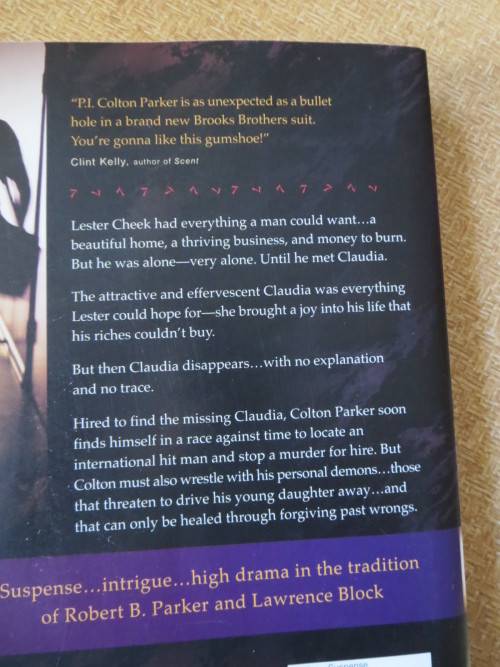 “P.I. Colton Parker is as unexpected as a bullet
hole in a brand new Brooks Brothers suit.
You’re gonna like this gumshoe!”
Clint Kelly, AUTHOR OF Scent
Lester Cheek had everything a man could want…a
beautiful home, a thriving business, and money to burn.
But he was alone—very alone. Until he met Claudia.
The attractive and effervescent Claudia was everything
Lester could hope for—she brought a joy into his life that
his riches couldn’t buy.
But then Claudia disappears…with no explanation
and no trace.
Hired to find the missing Claudia, Colton Parker soon
finds himself in a race against time to locate an
international hit man and stop a murder for hire. But
Colton must also wrestle with his personal demons…those
that threaten to drive his young daughter away…and
that can only be healed through forgiving past wrongs.
Suspense…intrigue…high drama in the tradition
of Robert B. Parker and Lawrence Block
Suspense